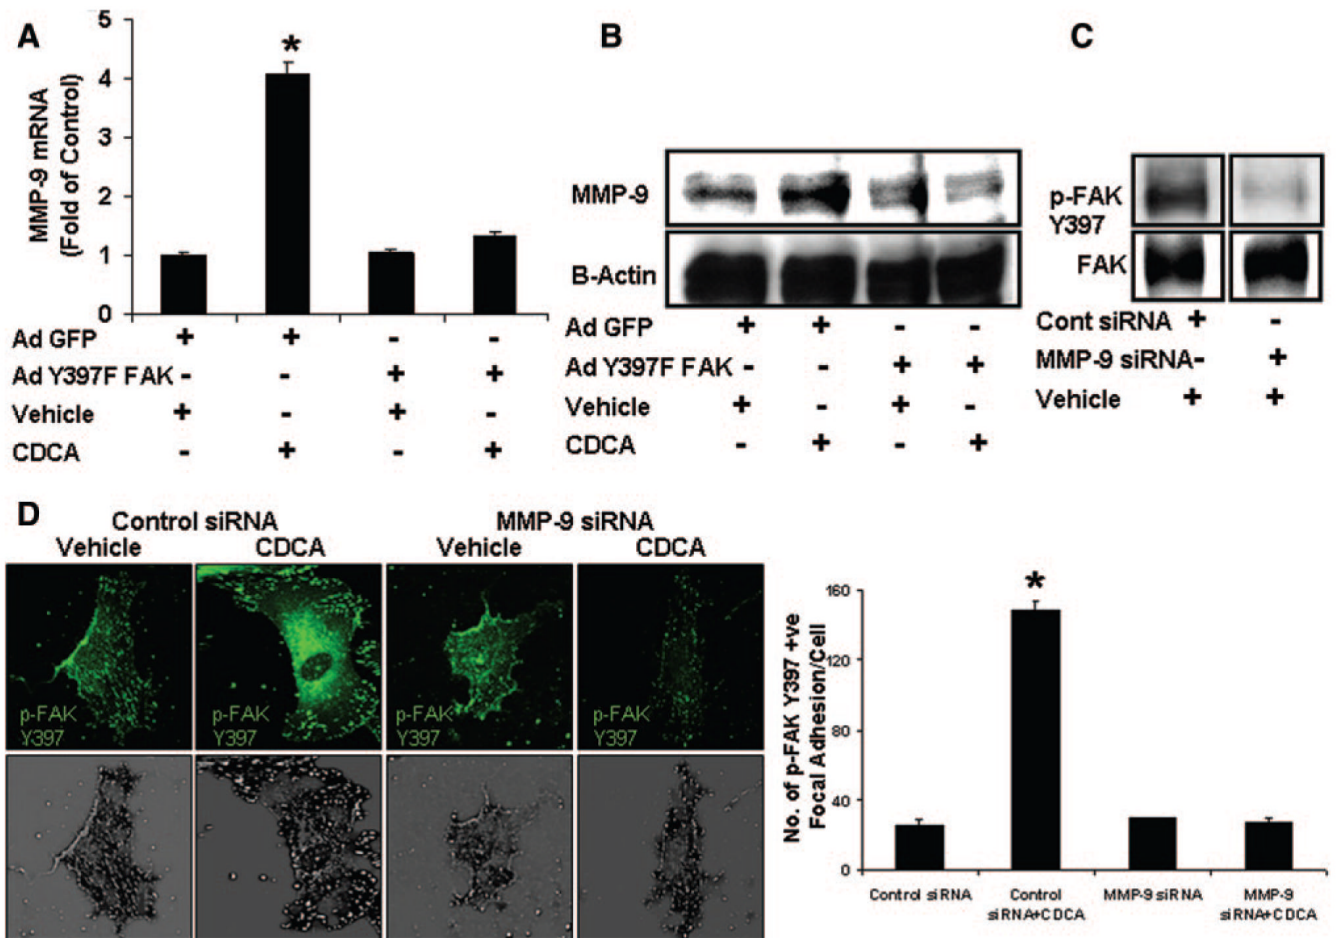 A
5
*
4
3
2
1
0
MMP-9 mRNA
(Fold of Control)
Ad GFP + + - -
Ad Y397F FAK - - + +
Vehicle + - + -
CDCA - + - +
B
MMP-9
B-Actin
Ad GFP + + - -
Ad Y397F FAK - - + +
Vehicle + - + -
CDCA - + - +
C
p-FAK
Y397
FAK
Cont siRNA + -
MMP-9 siRNA - +
Vehicle + +
D
Control siRNA MMP-9 siRNA
Vehicle CDCA Vehicle CDCA
p-FAK
Y397
p-FAK
Y397
p-FAK
Y397
p-FAK
Y397
No. of p-FAK Y397 +ve
Focal Adhesion/Cell
160
*
120
80
40
0
Control siRNA
Control
siRNA+CDCA
MMP-9 siRNA
MMP-9
siRNA+CDCA